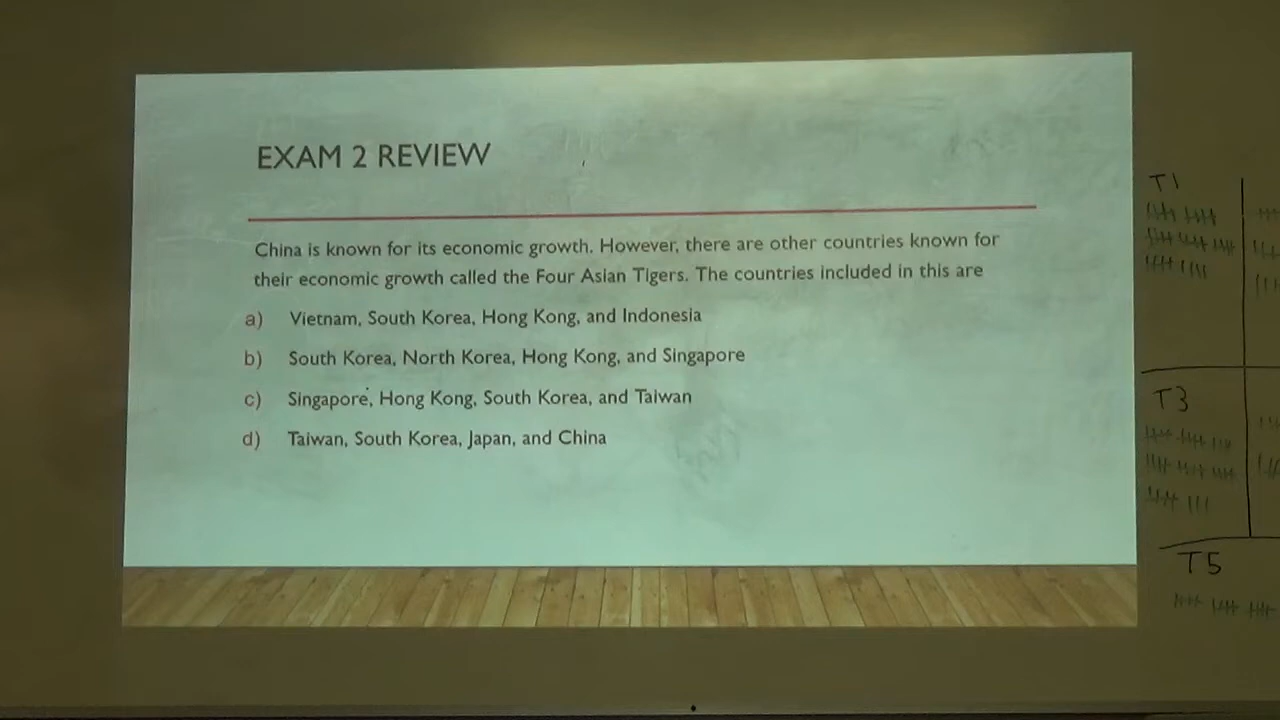 EXAM 2 REVIEW
China is known for its economic growth. However, there are other countries known for
their economic growth called the Four Asian Tigers. The countries included in this are
a) Vietnam, South Korea, Hong Kong, and Indonesia
b) South Korea, North Korea, Hong Kong, and Singapore
c) Singapore, Hong Kong, South Korea, and Taiwan
d) Taiwan, South Korea, Japan, and China
T1
T3
T5